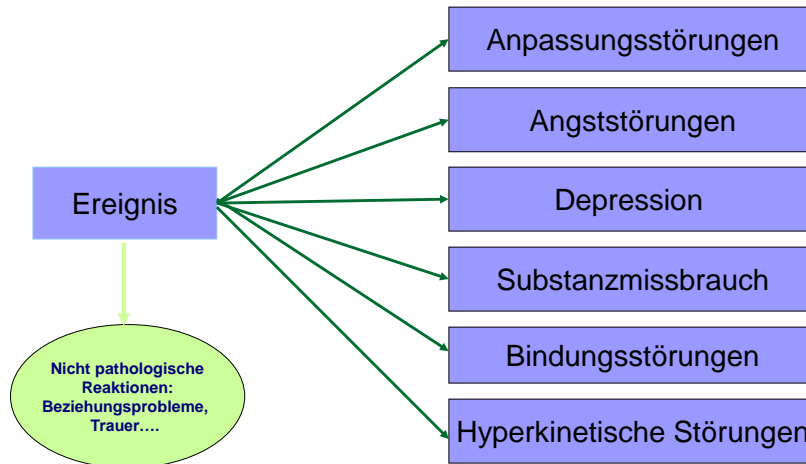 Anpassungsstörungen
Angststörungen
Depression
Ereignis
Substanzmissbrauch
Bindungsstörungen
Nicht pathologische
Reaktionen:
Beziehungsprobleme,
Trauer....
Hyperkinetische Störungen